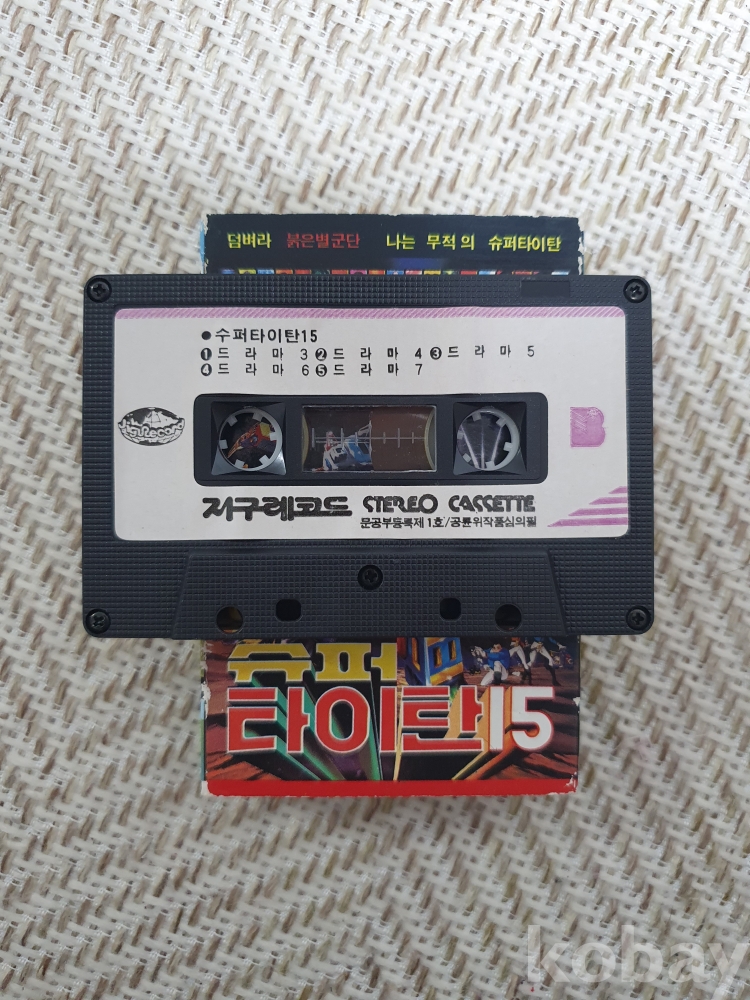 덤벼라 붉은별군단 나는 무적의 슈퍼타이탄
●수퍼타이탄15
❶드 라 마 3❷드 라 마 4❸드 라 마 5
❹드 라 마 6❺드 라 마 7
JiguRecord
B
지구레코드 STEREO CASSETTE
문공부등록제1호/공륜위작품심의필
슈퍼
타이탄15
kobay